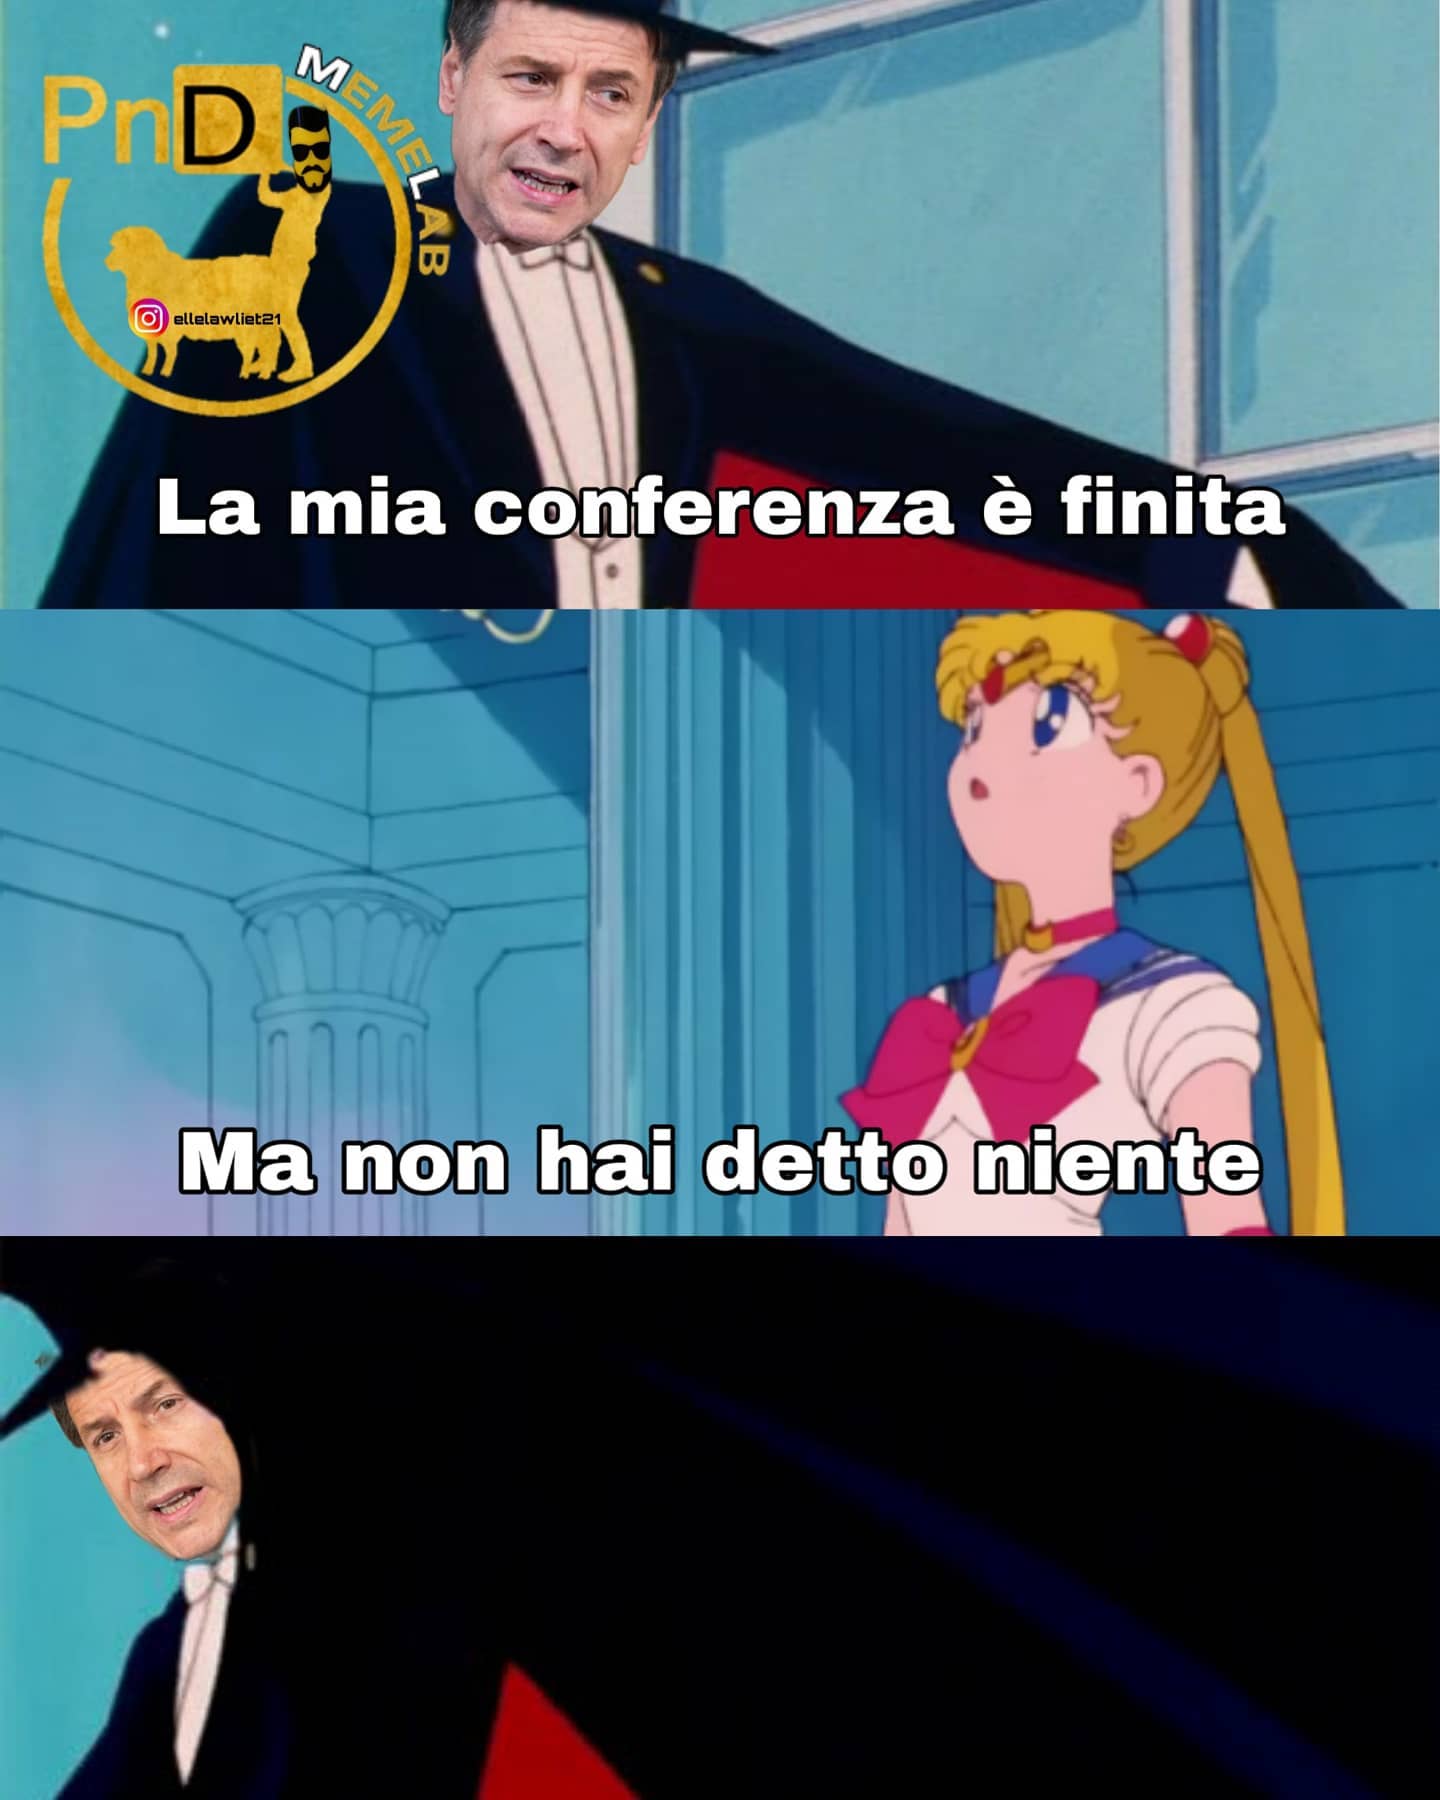 PnD
MEMELAB
ellelawliet21
La mia conferenza è finita
Ma non hai detto niente